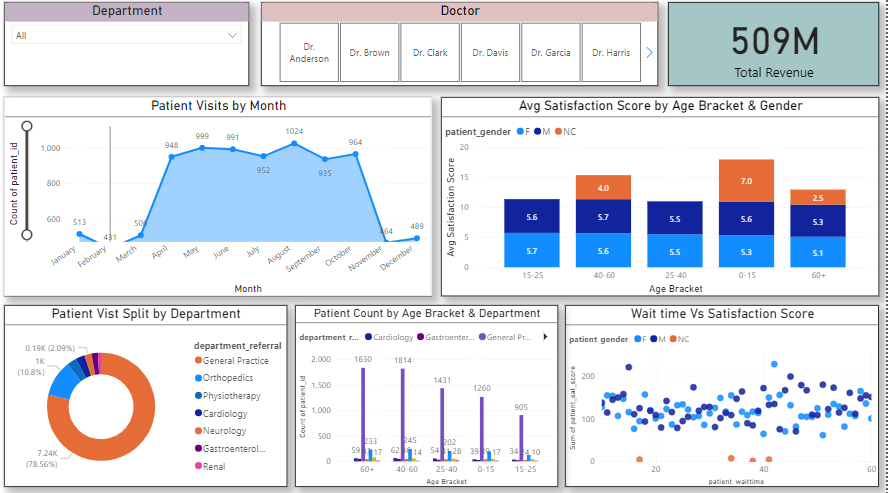 Department
All
Doctor
Dr. Anderson
Dr. Brown
Dr. Clark
Dr. Davis
Dr. Garcia
Dr. Harris
509M
Total Revenue
Patient Visits by Month
Count of patient_id
1,000
800
600
513
431
948
999
991
952
1024
935
964
464
489
January
February
March
April
May
June
July
August
September
October
November
December
Month
Avg Satisfaction Score by Age Bracket & Gender
patient_gender F M NC
Avg Satisfaction Score
20
15
10
5
0
5.6
5.7
4.0
5.7
5.6
5.5
5.5
7.0
5.6
5.3
2.5
5.3
5.1
15-25 40-60 25-40 0-15 60+
Age Bracket
Patient Vist Split by Department
0.19K (2.09%)
1K
(10.8%)
7.24K
(78.56%)
department_referral
General Practice
Orthopedics
Physiotherapy
Cardiology
Neurology
Gastroenterol...
Renal
Patient Count by Age Bracket & Department
department_r... Cardiology Gastroenter... General Pr...
Count of patient_id
2,000
1,500
1,000
500
0
1830
1814
1431
1260
905
233
17
245
14
202
28
17
10
60+ 40-60 25-40 0-15 15-25
Age Bracket
Wait time Vs Satisfaction Score
patient_gender F M NC
Sum of patient_sat_score
200
100
0
20 40 60
patient_waittime